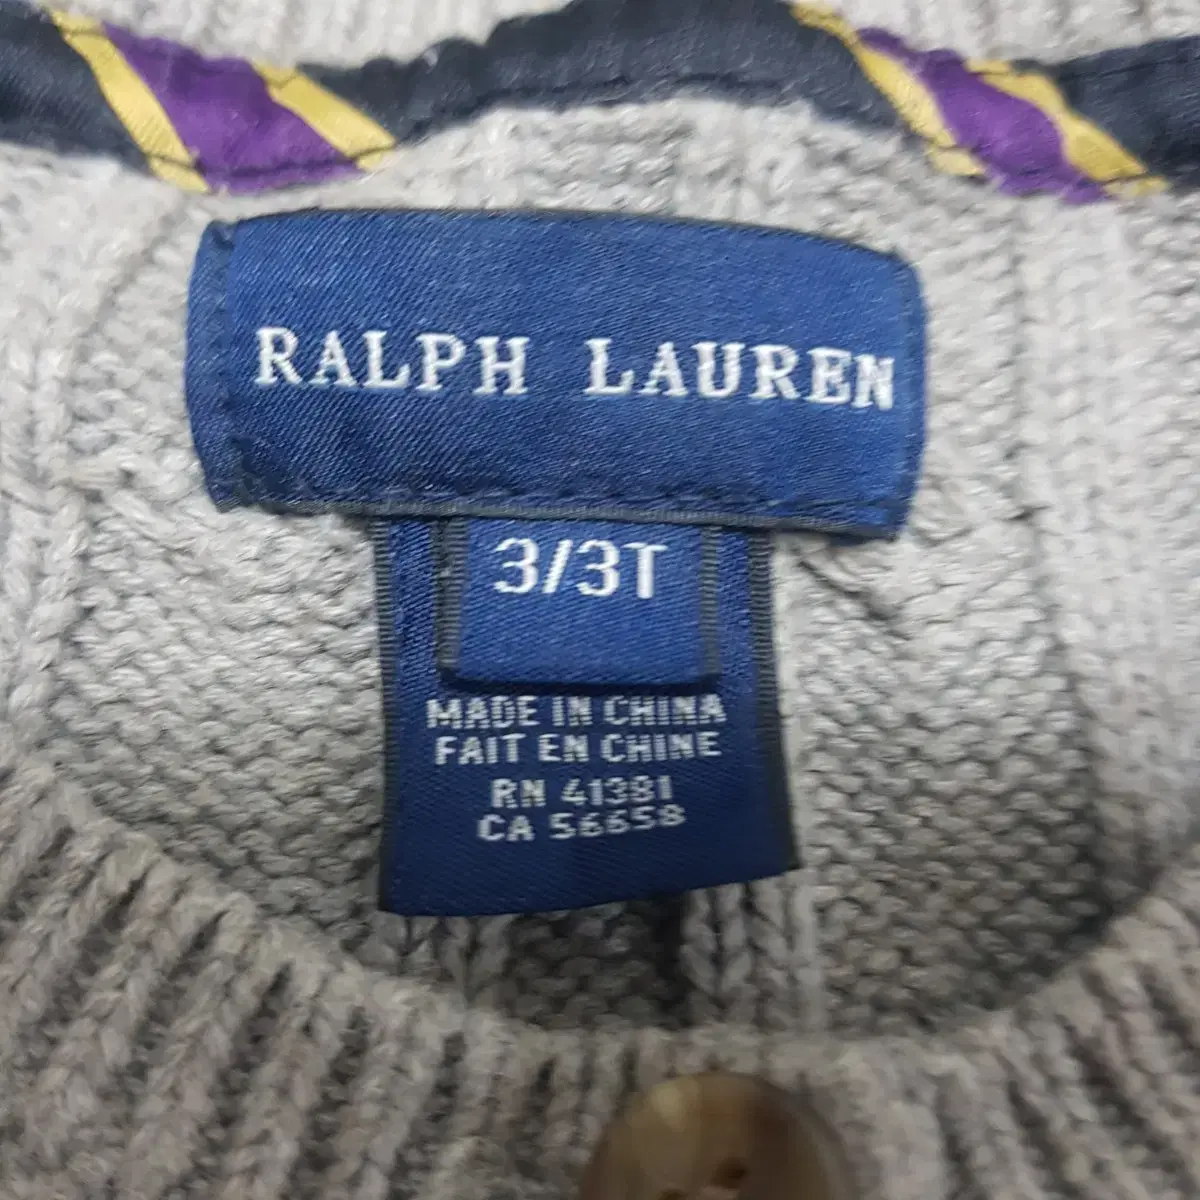 RALPH LAUREN
3/3T
MADE IN CHINA
FAIT EN CHINE
RN 41381
CA 56658